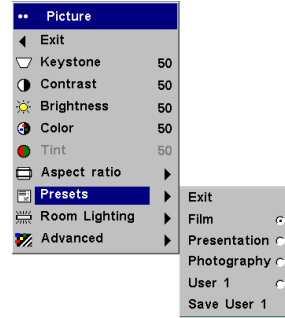 Picture
Exit
Keystone 50
Contrast 50
Brightness 50
Color 50
Tint 50
Aspect ratio
Presets
Room Lighting
Advanced
Exit
Film
Presentation
Photography
User 1
Save User 1